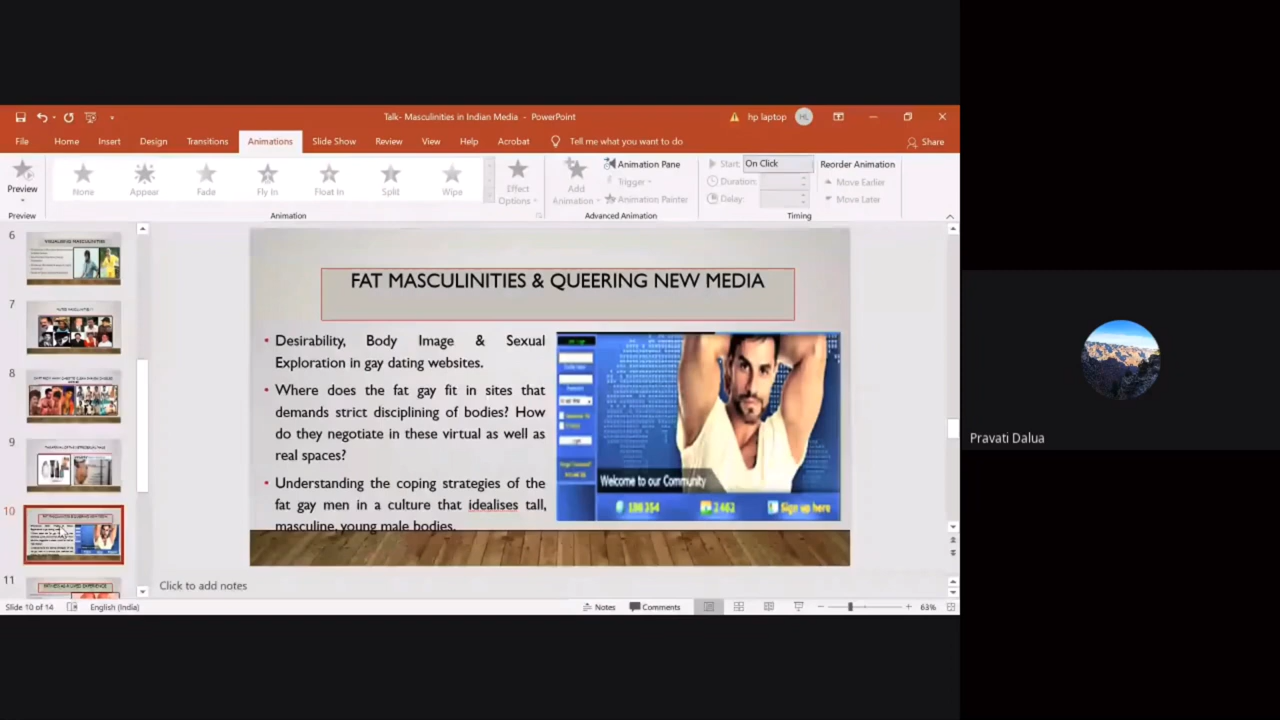 Talk- Masculinities in Indian Media - PowerPoint
hp laptop
HL
File Home Insert Design Transitions Animations Slide Show Review View Help Acrobat Tell me what you want to do Share
Preview
None Appear Fade Fly In Float In Split Wipe
Effect Options
Add Animation
Animation Pane
Trigger
Animation Painter
Start: On Click
Duration:
Delay:
Reorder Animation
Move Earlier
Move Later
Preview
Animation
Advanced Animation
Timing
6
7
8
9
10
11
FAT MASCULINITIES & QUEERING NEW MEDIA
• Desirability, Body Image & Sexual
Exploration in gay dating websites.
• Where does the fat gay fit in sites that
demands strict disciplining of bodies? How
do they negotiate in these virtual as well as
real spaces?
• Understanding the coping strategies of the
fat gay men in a culture that idealises tall,
masculine, young male bodies.
Welcome to our Community
Sign up here
Click to add notes
Slide 10 of 14 English (India) Notes Comments 63%
Pravati Dalua